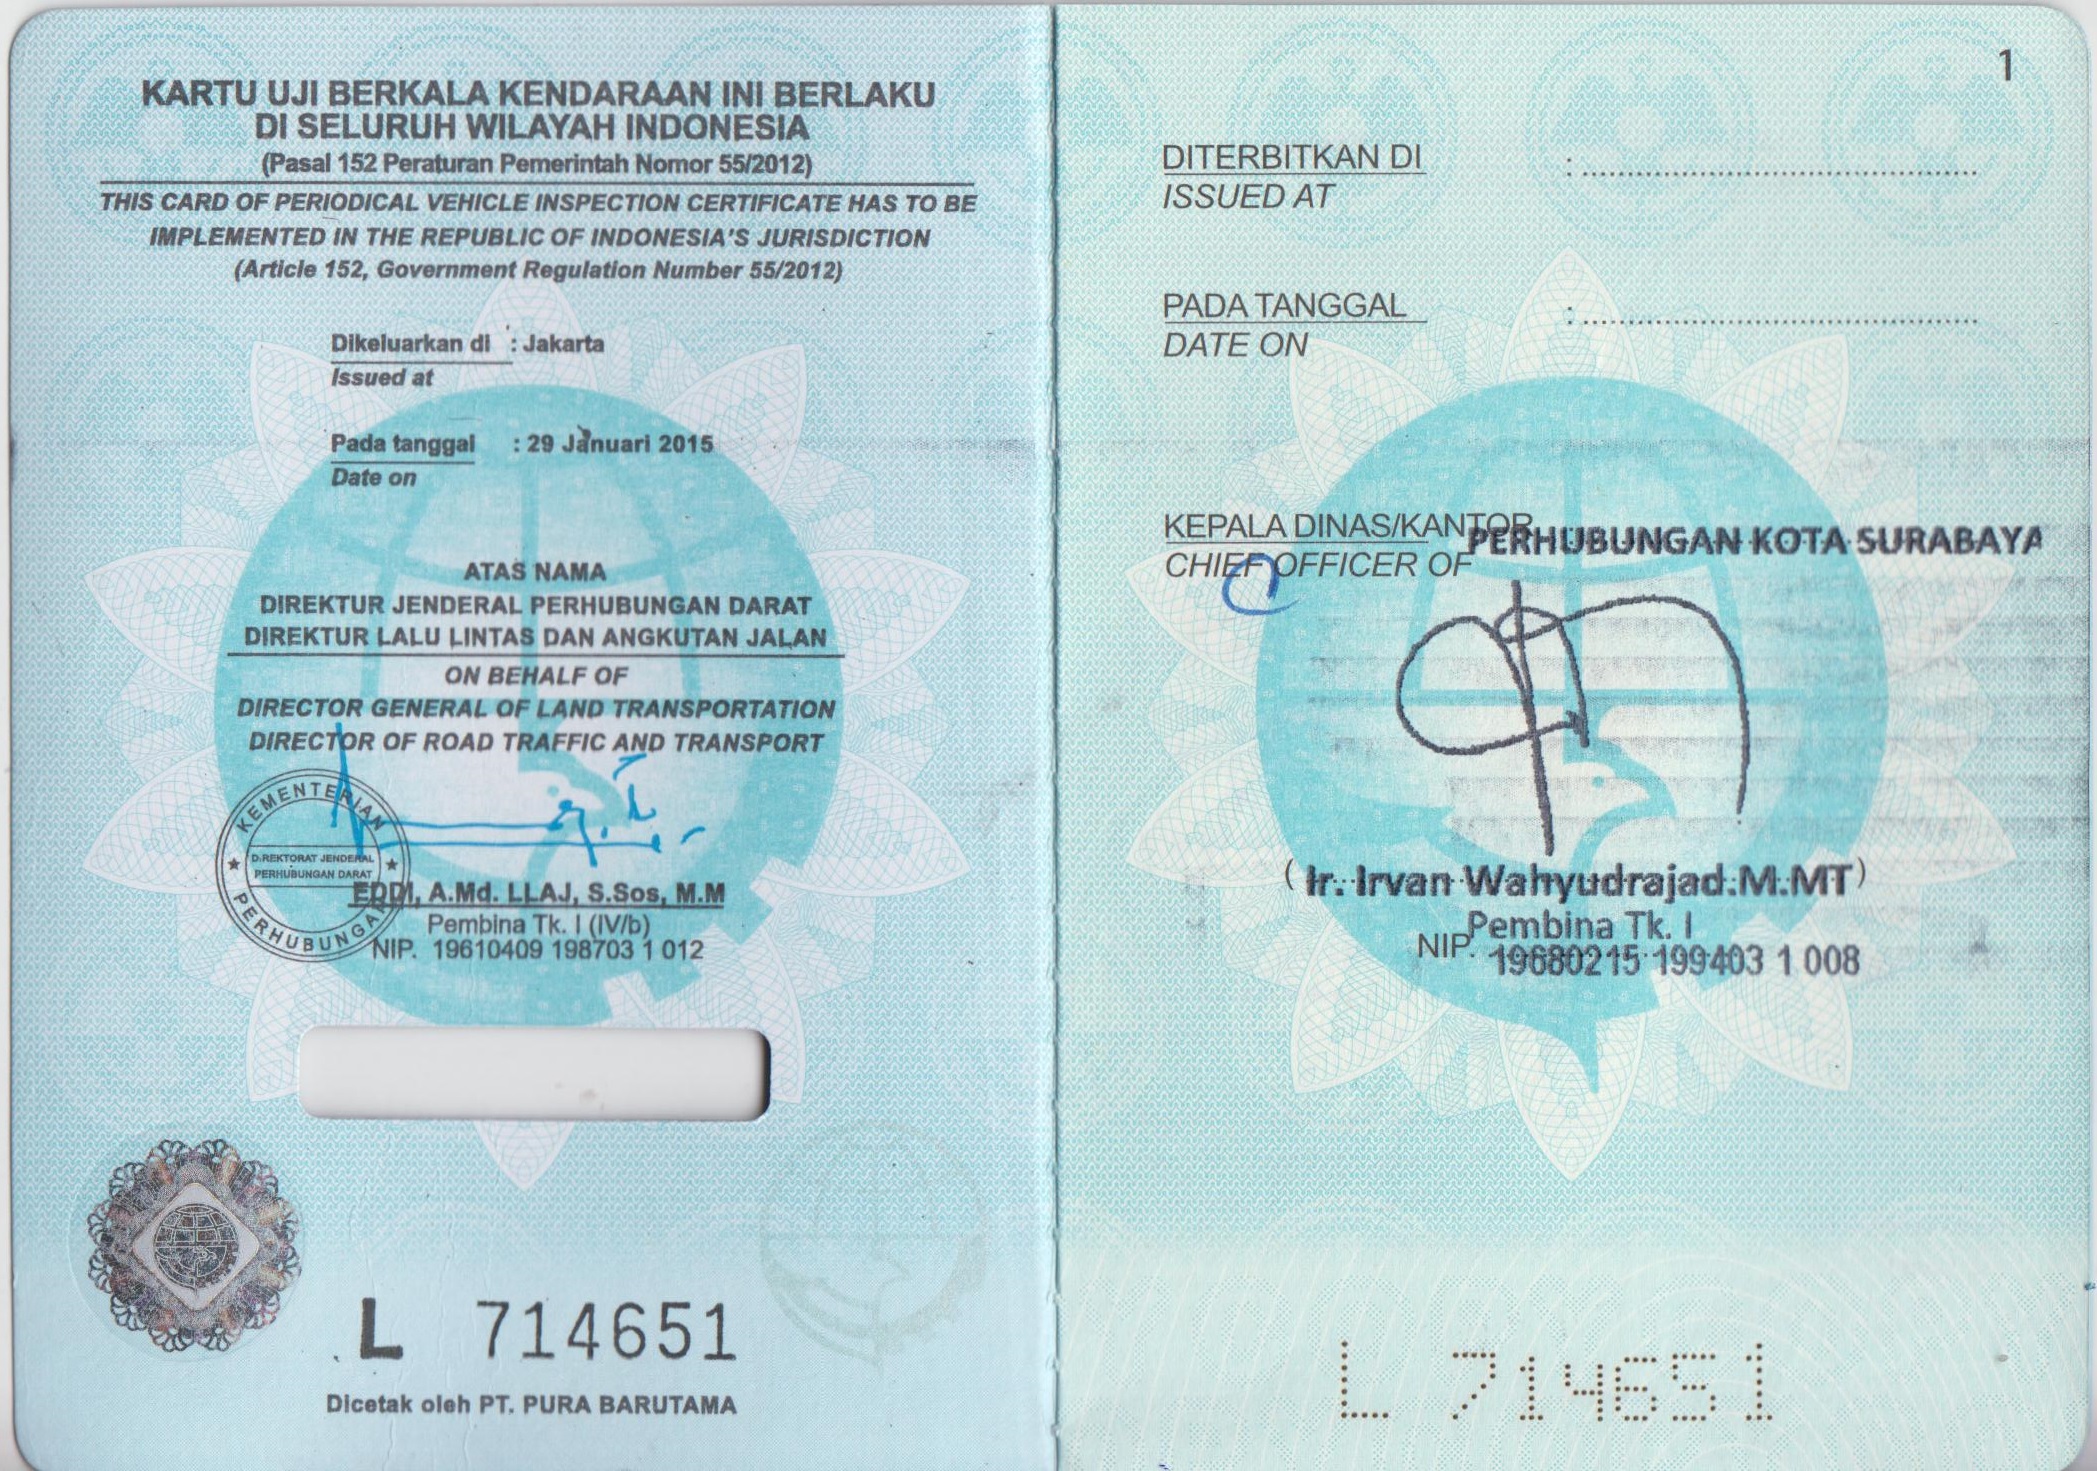 KARTU UJI BERKALA KENDARAAN INI BERLAKU
DI SELURUH WILAYAH INDONESIA
(Pasal 152 Peraturan Pemerintah Nomor 55/2012)
THIS CARD OF PERIODICAL VEHICLE INSPECTION CERTIFICATE HAS TO BE
IMPLEMENTED IN THE REPUBLIC OF INDONESIA'S JURISDICTION
(Article 152, Government Regulation Number 55/2012)
Dikeluarkan di : Jakarta
Issued at
Pada tanggal : 29 Januari 2015
Date on
ATAS NAMA
DIREKTUR JENDERAL PERHUBUNGAN DARAT
DIREKTUR LALU LINTAS DAN ANGKUTAN JALAN
ON BEHALF OF
DIRECTOR GENERAL OF LAND TRANSPORTATION
DIRECTOR OF ROAD TRAFFIC AND TRANSPORT
KEMENTERIAN
DIREKTORAT JENDERAL
PERHUBUNGAN DARAT
PERHUBUNGAN
EDDI, A.Md. LLAJ, S.Sos, M.M
Pembina Tk. I (IV/b)
NIP. 19610409 198703 1 012
L 714651
Dicetak oleh PT. PURA BARUTAMA
1
DITERBITKAN DI :
ISSUED AT
PADA TANGGAL :
DATE ON
KEPALA DINAS/KANTOR PERHUBUNGAN KOTA SURABAYA
CHIEF OFFICER OF
(Ir. Irvan Wahyudrajad.M.MT)
Pembina Tk. I
NIP. 19680215 199403 1 008
L 714651